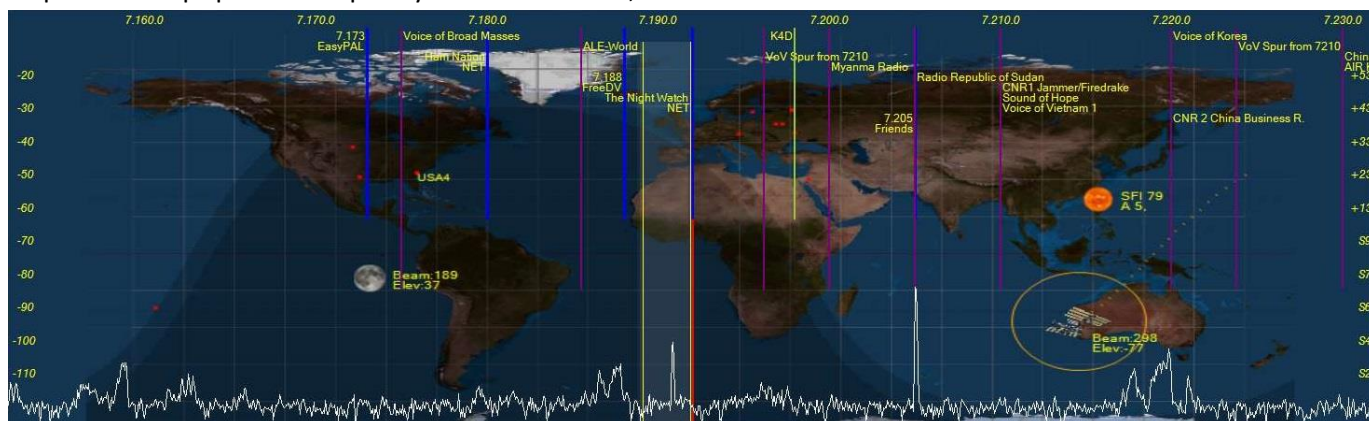 7.160.0 7.170.0 7.180.0 7.190.0 7.200.0 7.210.0 7.220.0 7.230.0
7.173
EasyPAL
Voice of Broad Masses
Ham Nation
NET
ALE-World
7.188
FreeDV
The Night Watch
NET
K4D
VoV Spur from 7210
Myanma Radio
7.205
Friends
Radio Republic of Sudan
CNR1 Jammer/Firedrake
Sound of Hope
Voice of Vietnam 1
Voice of Korea
VoV Spur from 7210
CNR 2 China Business R.
-20
-30
-40
-50
-60
-70
-80
-90
-100
-110
+43
+33
+23
+13
S9
S7
S6
S4
S2
USA4
SFI 79
A 5,
Beam:189
Elev:37
Beam:298
Elev:-77